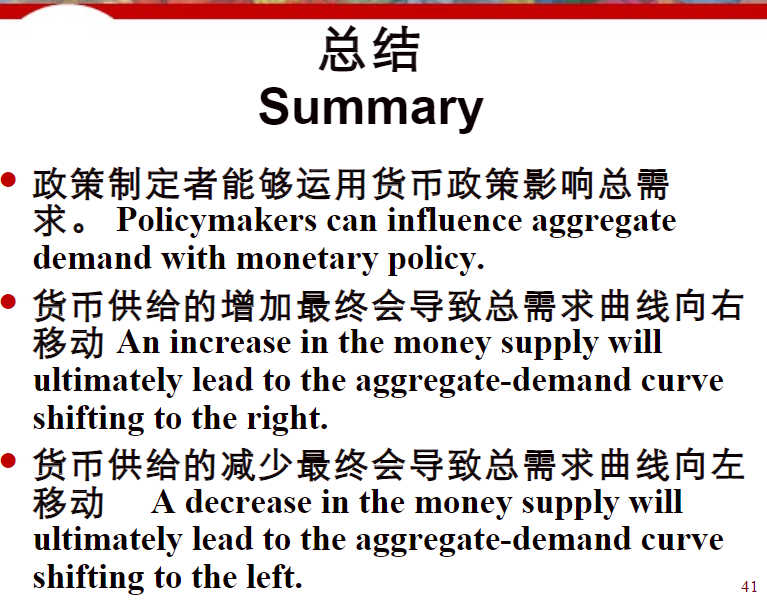 总结
Summary
政策制定者能够运用货币政策影响总需
求。 Policymakers can influence aggregate
demand with monetary policy.
货币供给的增加最终会导致总需求曲线向右
移动 An increase in the money supply will
ultimately lead to the aggregate-demand curve
shifting to the right.
货币供给的减少最终会导致总需求曲线向左
移动 A decrease in the money supply will
ultimately lead to the aggregate-demand curve
shifting to the left.
41